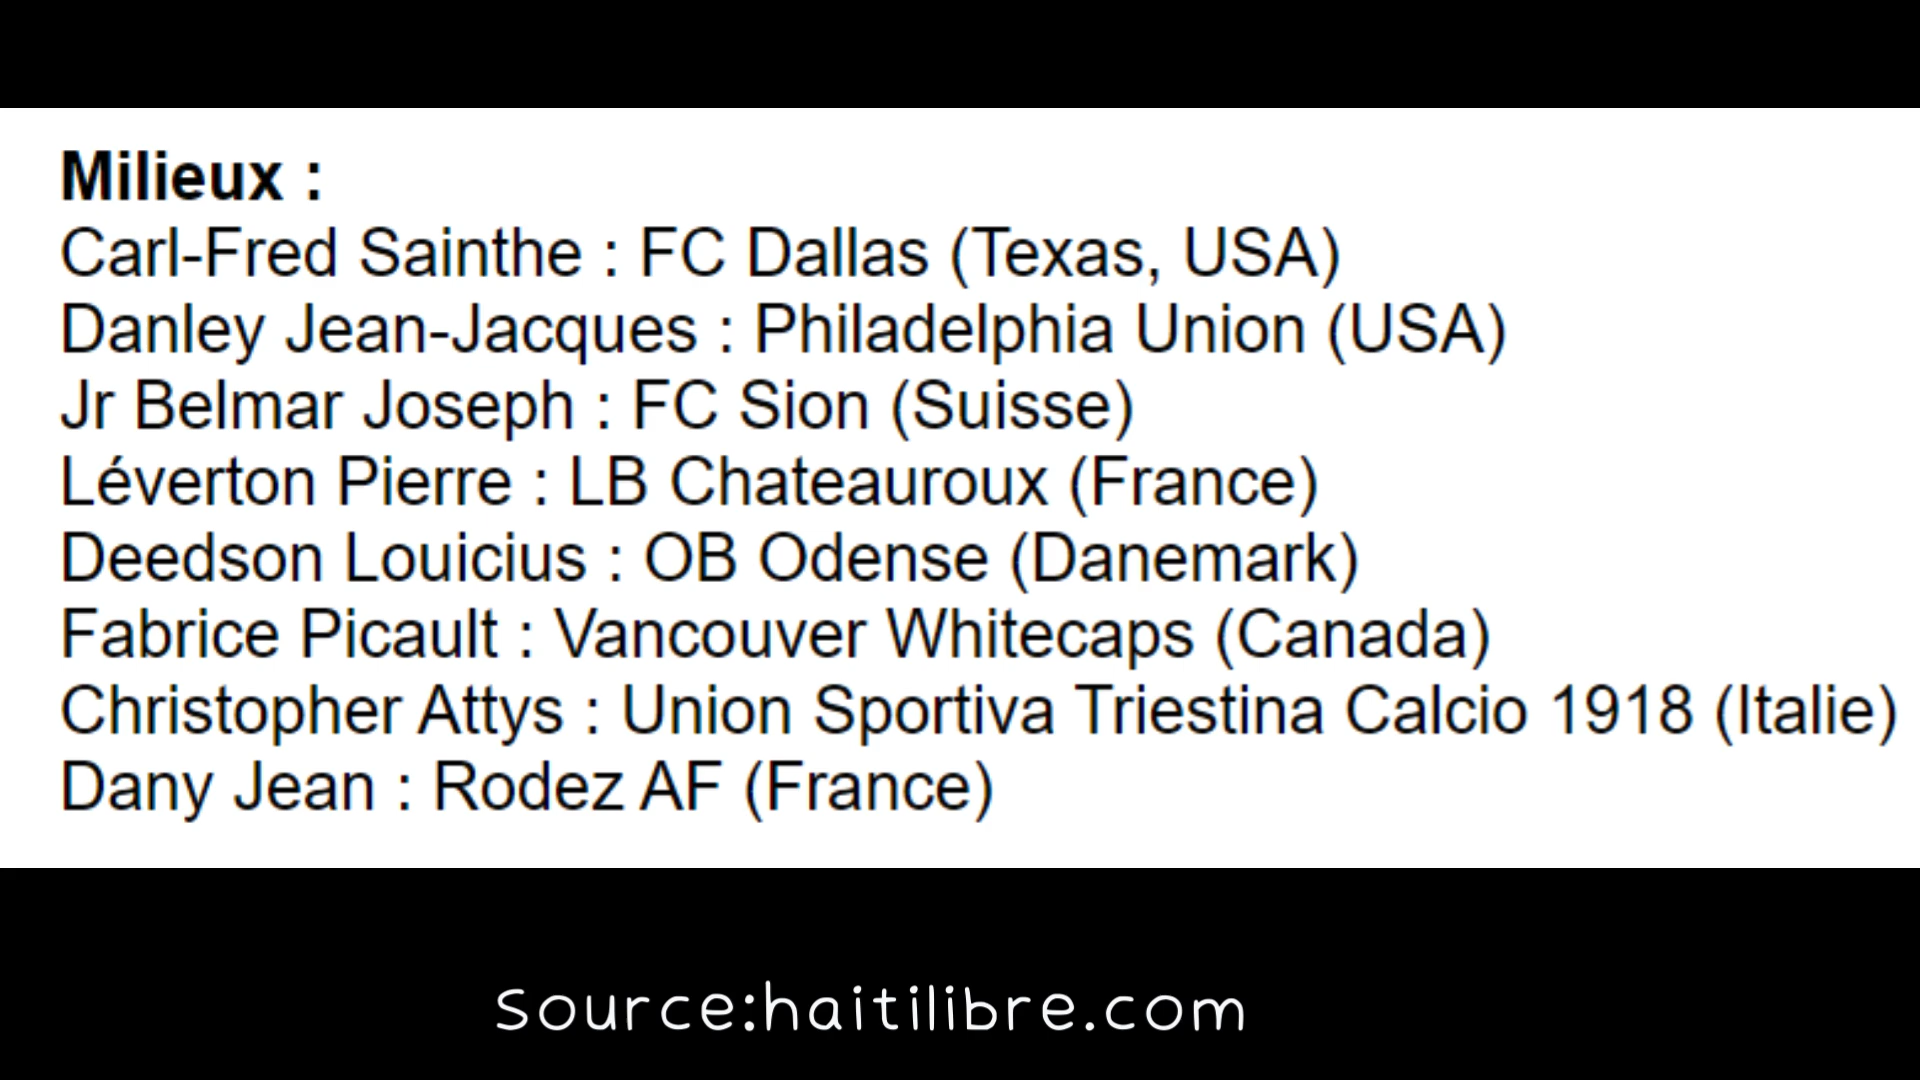 Milieux :
Carl-Fred Sainthe : FC Dallas (Texas, USA)
Danley Jean-Jacques : Philadelphia Union (USA)
Jr Belmar Joseph : FC Sion (Suisse)
Léverton Pierre : LB Chateauroux (France)
Deedson Louicius : OB Odense (Danemark)
Fabrice Picault : Vancouver Whitecaps (Canada)
Christopher Attys : Union Sportiva Triestina Calcio 1918 (Italie)
Dany Jean : Rodez AF (France)
Source:haitilibre.com